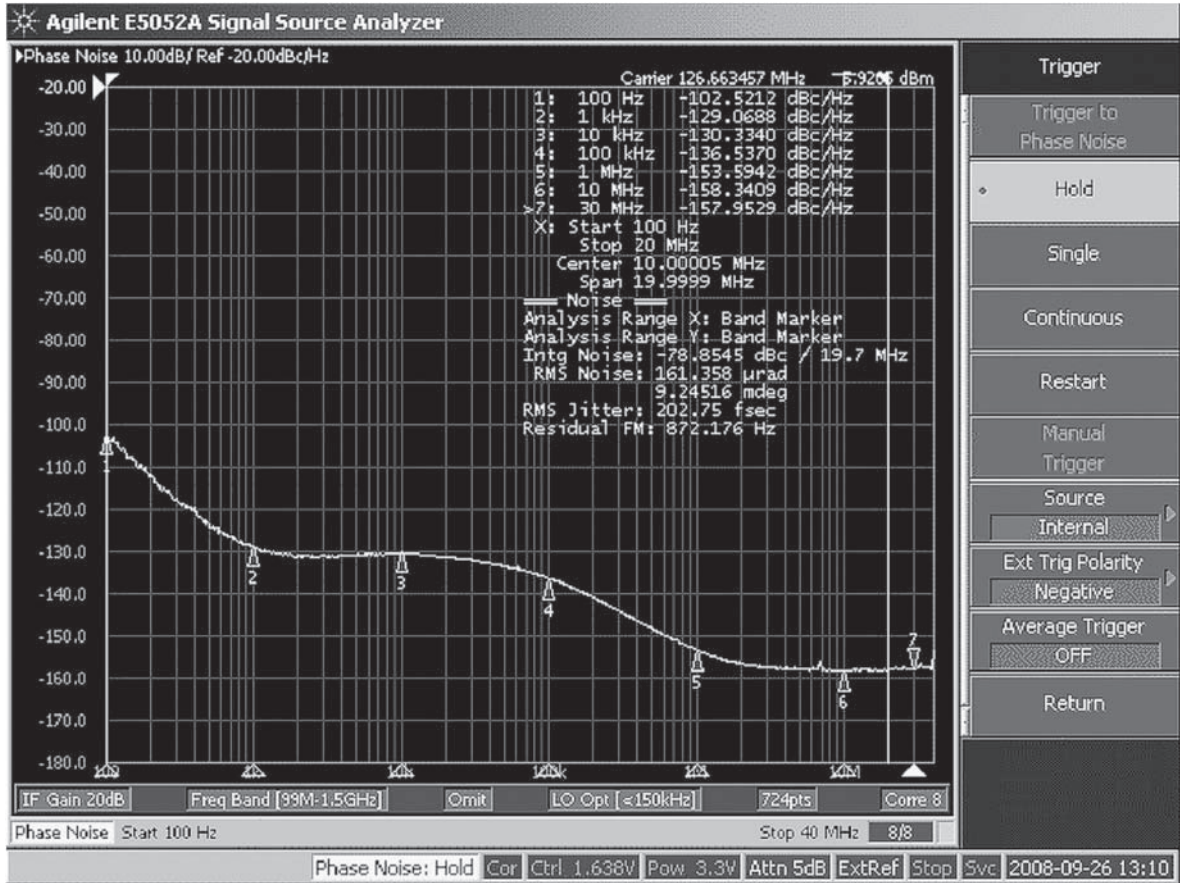 Agilent E5052A Signal Source Analyzer
Phase Noise 10.00dB/ Ref -20.00dBc/Hz
Carrier 126.663457 MHz dBm
1: 100 Hz -102.5212 dBc/Hz
2: 1 kHz -129.0688 dBc/Hz
3: 10 kHz -130.3340 dBc/Hz
4: 100 kHz -136.5370 dBc/Hz
5: 1 MHz -153.5942 dBc/Hz
6: 10 MHz -158.3409 dBc/Hz
>7: 30 MHz -157.9529 dBc/Hz
X: Start 100 Hz
Stop 20 MHz
Center 10.00005 MHz
Span 19.9999 MHz
Noise
Analysis Range X: Band Marker
Analysis Range Y: Band Marker
Intg Noise: -78.8545 dBc / 19.7 MHz
RMS Noise: 161.358 µrad
9.24516 mdeg
RMS Jitter: 202.75 fsec
Residual FM: 872.176 Hz
-20.00
-30.00
-40.00
-50.00
-60.00
-70.00
-80.00
-90.00
-100.0
-110.0
-120.0
-130.0
-140.0
-150.0
-160.0
-170.0
-180.0
1
2
3
4
5
6
7
10M
IF Gain 20dB
Freq Band [99M-1.5GHz]
Omit
LO Opt [<150kHz]
724pts
Corre 8
Phase Noise Start 100 Hz
Stop 40 MHz
8/8
Phase Noise: Hold
Cor
Ctrl 1.638V
Pow 3.3V
Attn 5dB
ExtRef
Stop
Svc
2008-09-26 13:10
Trigger
Trigger to
Phase Noise
Hold
Single
Continuous
Restart
Manual
Trigger
Source
Internal
Ext Trig Polarity
Negative
Average Trigger
OFF
Return